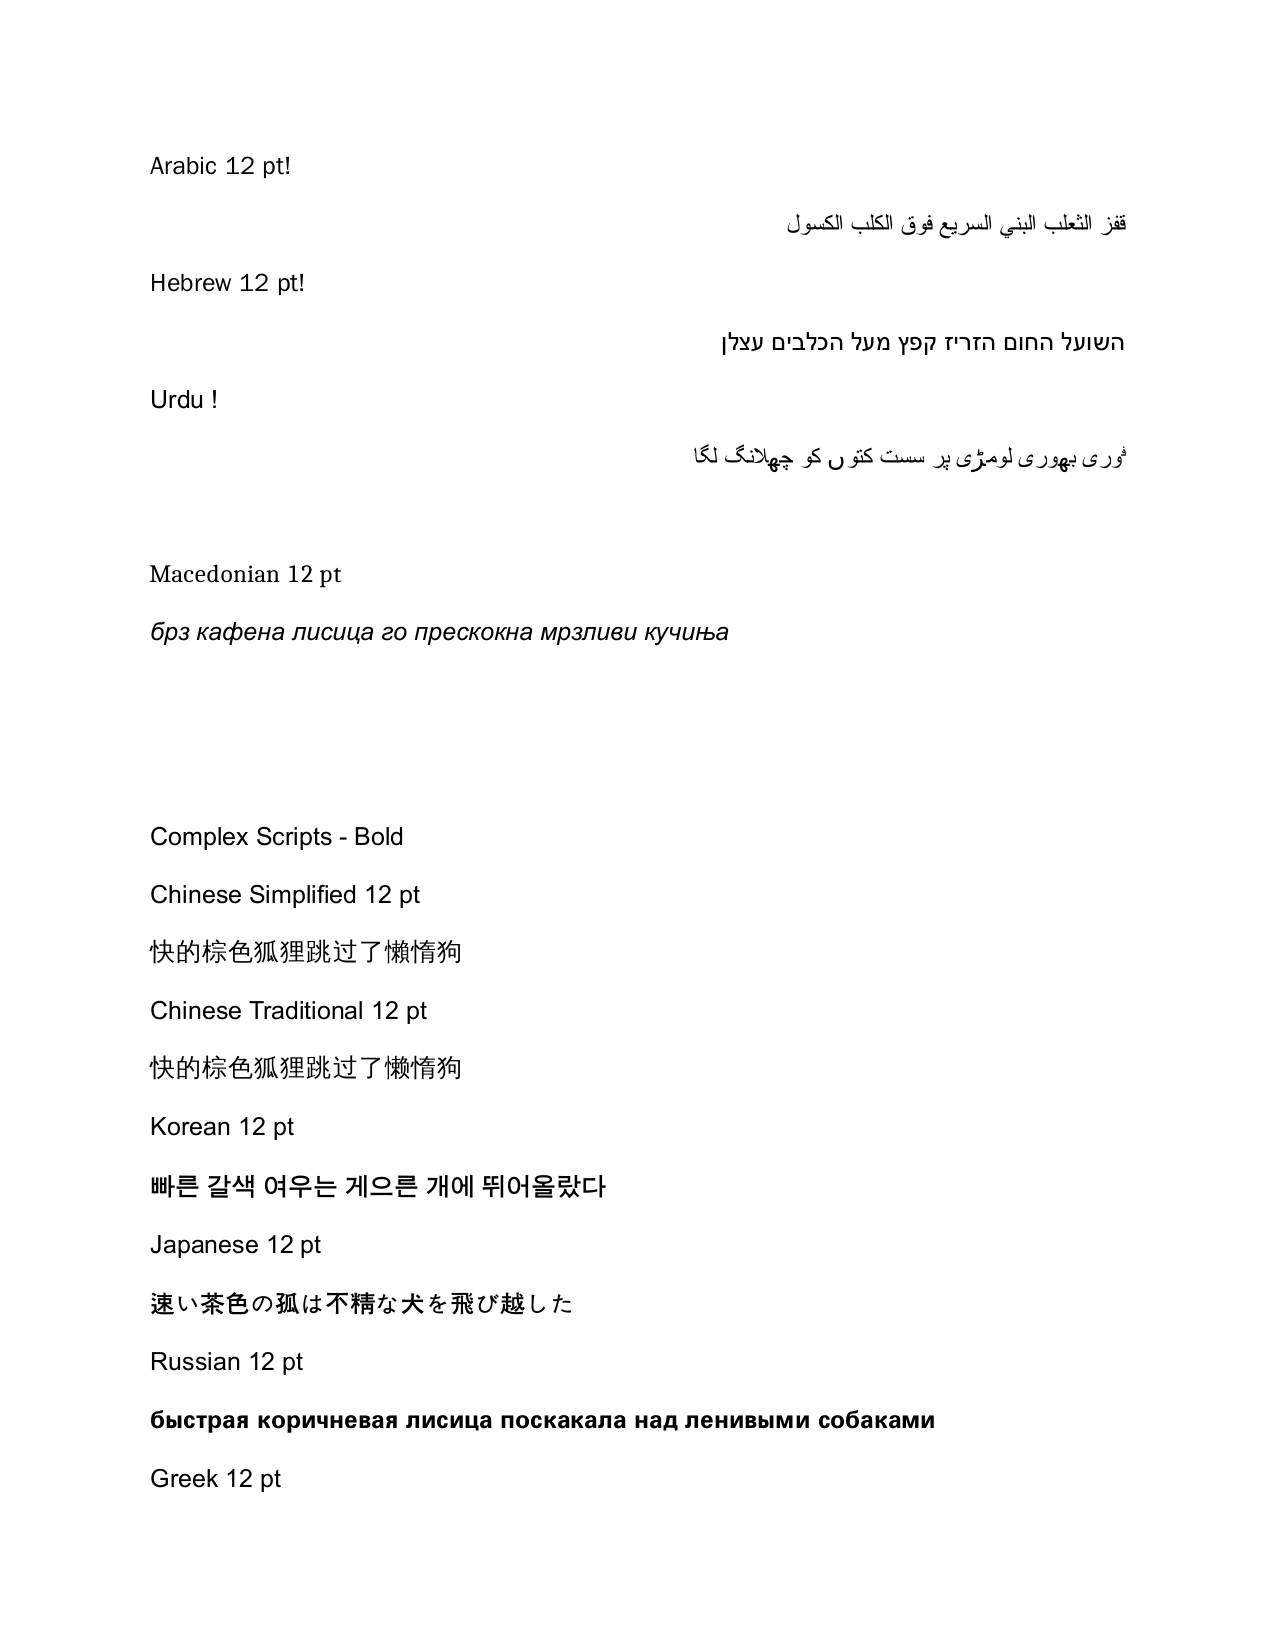 Arabic 12 pt!
قفز الثعلب البني السريع فوق الكلب الكسول
Hebrew 12 pt!
השועל החום הזריז קפץ מעל הכלבים עצלן
Urdu !
فوری بھوری لومڑی پر سست کتوں کو چھلانگ لگا
Macedonian 12 pt
брз кафена лисица го прескокна мрзливи кучиња
Complex Scripts - Bold
Chinese Simplified 12 pt
快的棕色狐狸跳过了懶惰狗
Chinese Traditional 12 pt
快的棕色狐狸跳过了懒惰狗
Korean 12 pt
빠른 갈색 여우는 게으른 개에 뛰어올랐다
Japanese 12 pt
速い茶色の孤は不精な犬を飛び越した
Russian 12 pt
быстрая коричневая лисица поскакала над ленивыми собаками
Greek 12 pt